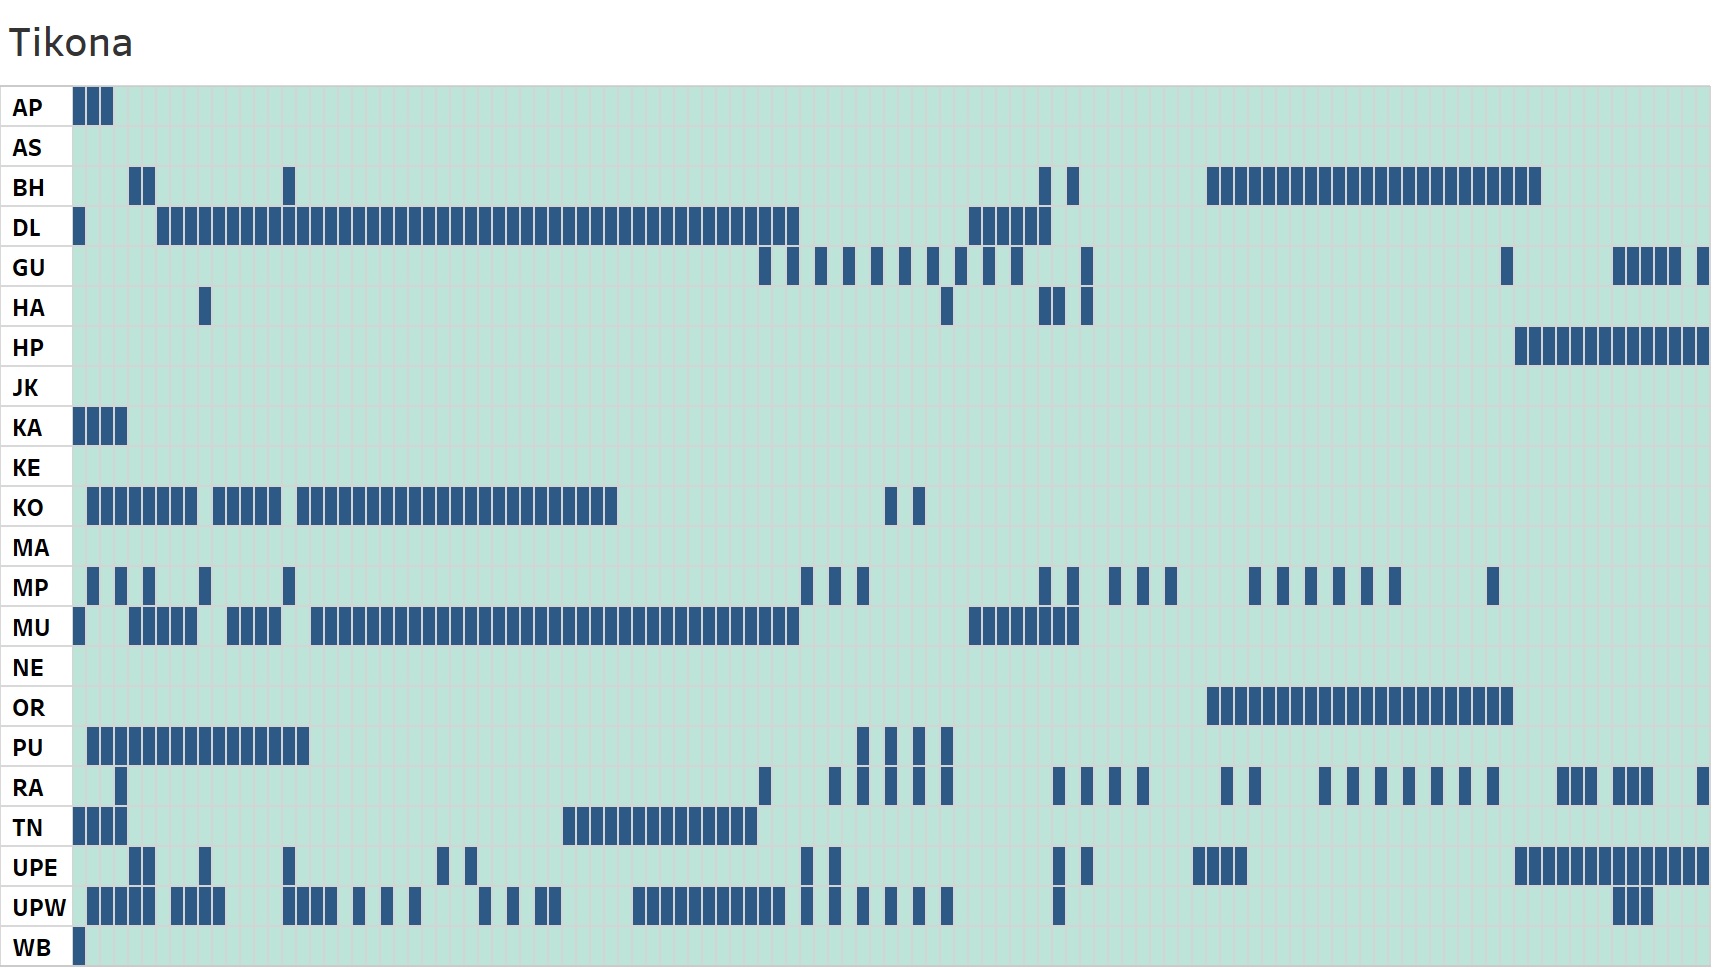 Tikona
AP
AS
BH
DL
GU
HA
HP
JK
KA
KE
KO
MA
MP
MU
NE
OR
PU
RA
TN
UPE
UPW
WB